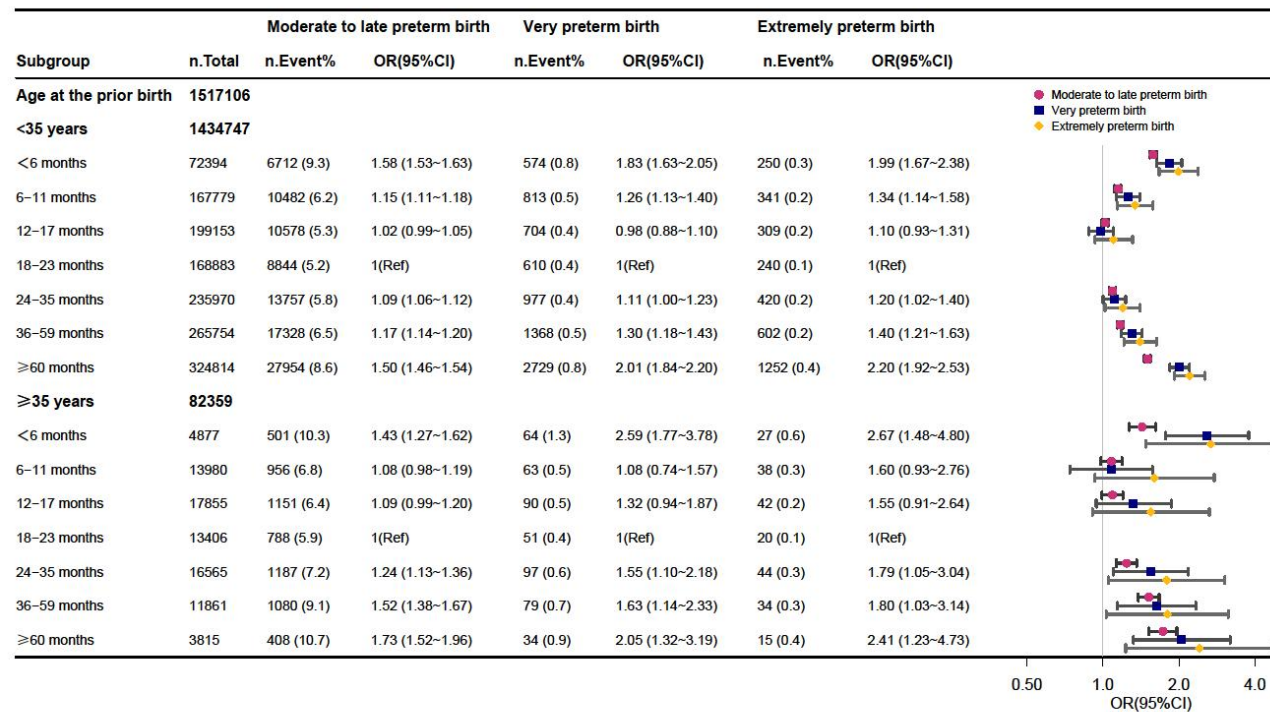 Moderate to late preterm birth Very preterm birth Extremely preterm birth
Subgroup n.Total n.Event% OR(95%CI) n.Event% OR(95%CI) n.Event% OR(95%CI)
Age at the prior birth 1517106
Moderate to late preterm birth
Very preterm birth
Extremely preterm birth
<35 years 1434747
<6 months 72394 6712 (9.3) 1.58 (1.53~1.63) 574 (0.8) 1.83 (1.63~2.05) 250 (0.3) 1.99 (1.67~2.38)
6−11 months 167779 10482 (6.2) 1.15 (1.11~1.18) 813 (0.5) 1.26 (1.13~1.40) 341 (0.2) 1.34 (1.14~1.58)
12−17 months 199153 10578 (5.3) 1.02 (0.99~1.05) 704 (0.4) 0.98 (0.88~1.10) 309 (0.2) 1.10 (0.93~1.31)
18−23 months 168883 8844 (5.2) 1(Ref) 610 (0.4) 1(Ref) 240 (0.1) 1(Ref)
24−35 months 235970 13757 (5.8) 1.09 (1.06~1.12) 977 (0.4) 1.11 (1.00~1.23) 420 (0.2) 1.20 (1.02~1.40)
36−59 months 265754 17328 (6.5) 1.17 (1.14~1.20) 1368 (0.5) 1.30 (1.18~1.43) 602 (0.2) 1.40 (1.21~1.63)
≥60 months 324814 27954 (8.6) 1.50 (1.46~1.54) 2729 (0.8) 2.01 (1.84~2.20) 1252 (0.4) 2.20 (1.92~2.53)
≥35 years 82359
<6 months 4877 501 (10.3) 1.43 (1.27~1.62) 64 (1.3) 2.59 (1.77~3.78) 27 (0.6) 2.67 (1.48~4.80)
6−11 months 13980 956 (6.8) 1.08 (0.98~1.19) 63 (0.5) 1.08 (0.74~1.57) 38 (0.3) 1.60 (0.93~2.76)
12−17 months 17855 1151 (6.4) 1.09 (0.99~1.20) 90 (0.5) 1.32 (0.94~1.87) 42 (0.2) 1.55 (0.91~2.64)
18−23 months 13406 788 (5.9) 1(Ref) 51 (0.4) 1(Ref) 20 (0.1) 1(Ref)
24−35 months 16565 1187 (7.2) 1.24 (1.13~1.36) 97 (0.6) 1.55 (1.10~2.18) 44 (0.3) 1.79 (1.05~3.04)
36−59 months 11861 1080 (9.1) 1.52 (1.38~1.67) 79 (0.7) 1.63 (1.14~2.33) 34 (0.3) 1.80 (1.03~3.14)
≥60 months 3815 408 (10.7) 1.73 (1.52~1.96) 34 (0.9) 2.05 (1.32~3.19) 15 (0.4) 2.41 (1.23~4.73)
0.50 1.0 2.0 4.0
OR(95%CI)